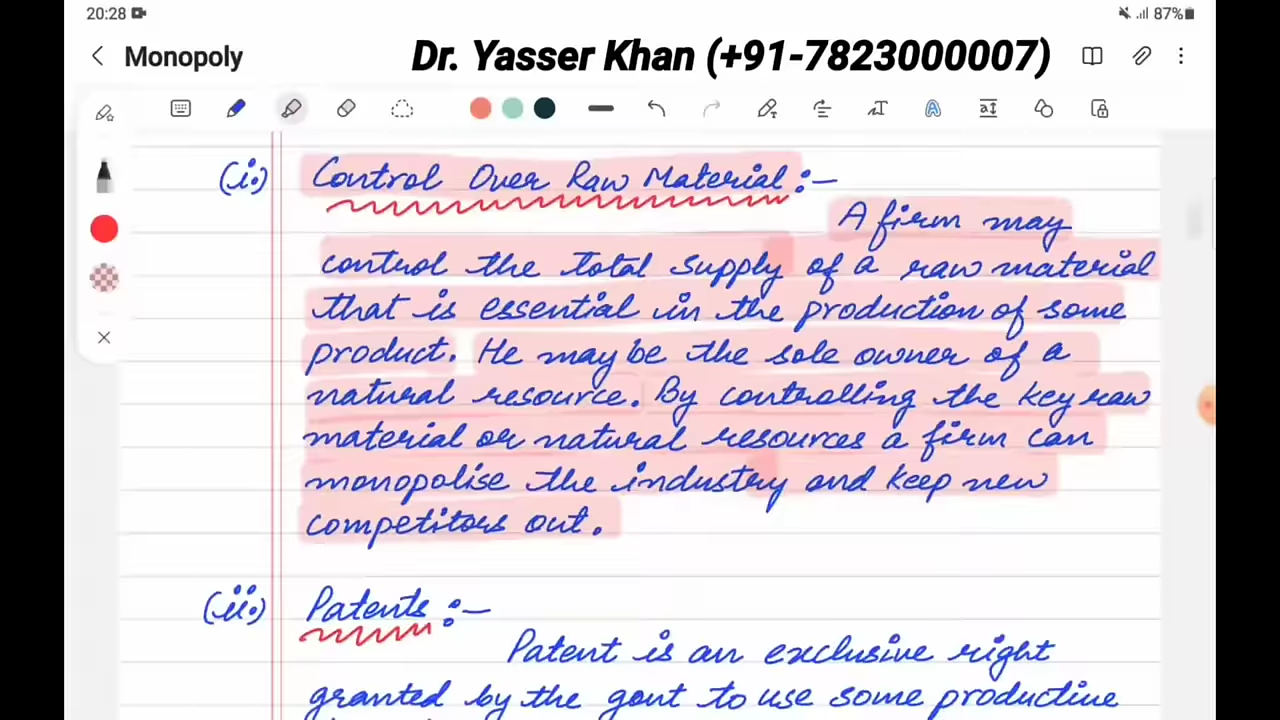 20:28
87%
Monopoly
Dr. Yasser Khan (+91-7823000007)
(i.) Control Over Raw Material :-
A firm may
control the total supply of a raw material
that is essential in the production of some
product. He may be the sole owner of a
natural resource. By controlling the key raw
material or natural resources a firm can
monopolise the industry and keep new
competitors out.
(ii.) Patents :-
Patent is an exclusive right
granted by the govt to use some productive